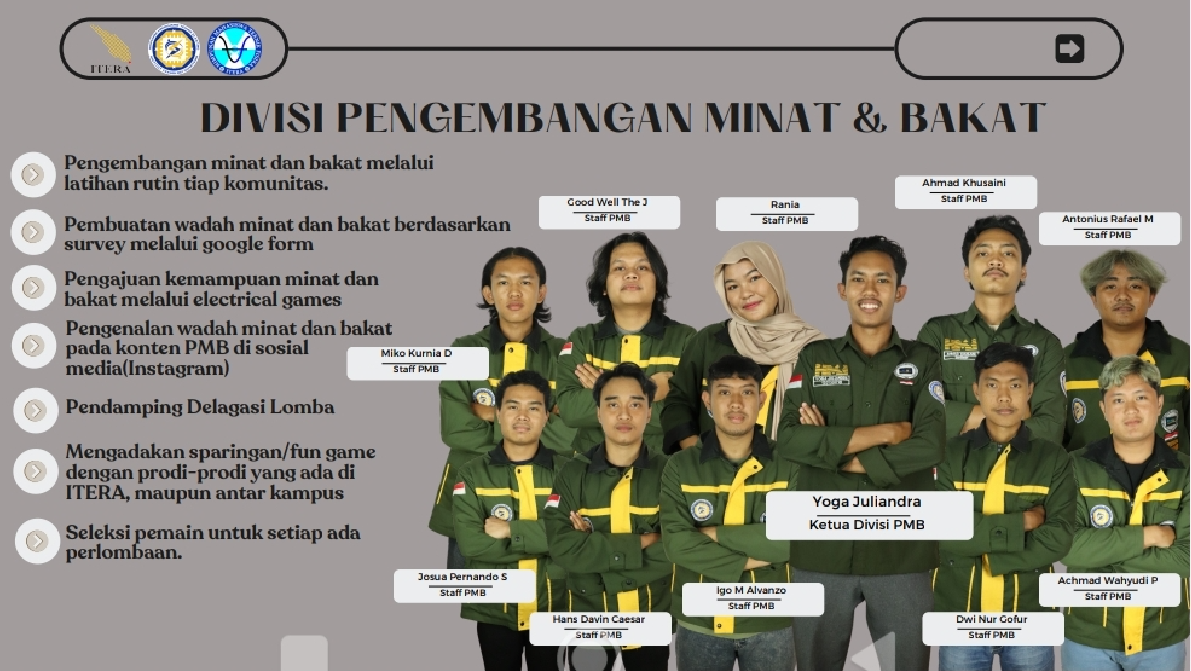 ITERA
DIVISI PENGEMBANGAN MINAT & BAKAT
Pengembangan minat dan bakat melalui
latihan rutin tiap komunitas.
Pembuatan wadah minat dan bakat berdasarkan
survey melalui google form
Pengajuan kemampuan minat dan
bakat melalui electrical games
Pengenalan wadah minat dan bakat
pada konten PMB di sosial
media(Instagram)
Pendamping Delagasi Lomba
Mengadakan sparingan/fun game
dengan prodi-prodi yang ada di
ITERA, maupun antar kampus
Seleksi pemain untuk setiap ada
perlombaan.
Good Well The J
Staff PMB
Rania
Staff PMB
Ahmad Khusaini
Staff PMB
Antonius Rafael M
Staff PMB
Miko Kurnia D
Staff PMB
Yoga Juliandra
Ketua Divisi PMB
Josua Pernando S
Staff PMB
Hans Davin Caesar
Staff PMB
Igo M Alvanzo
Staff PMB
Dwi Nur Gofur
Staff PMB
Achmad Wahyudi P
Staff PMB